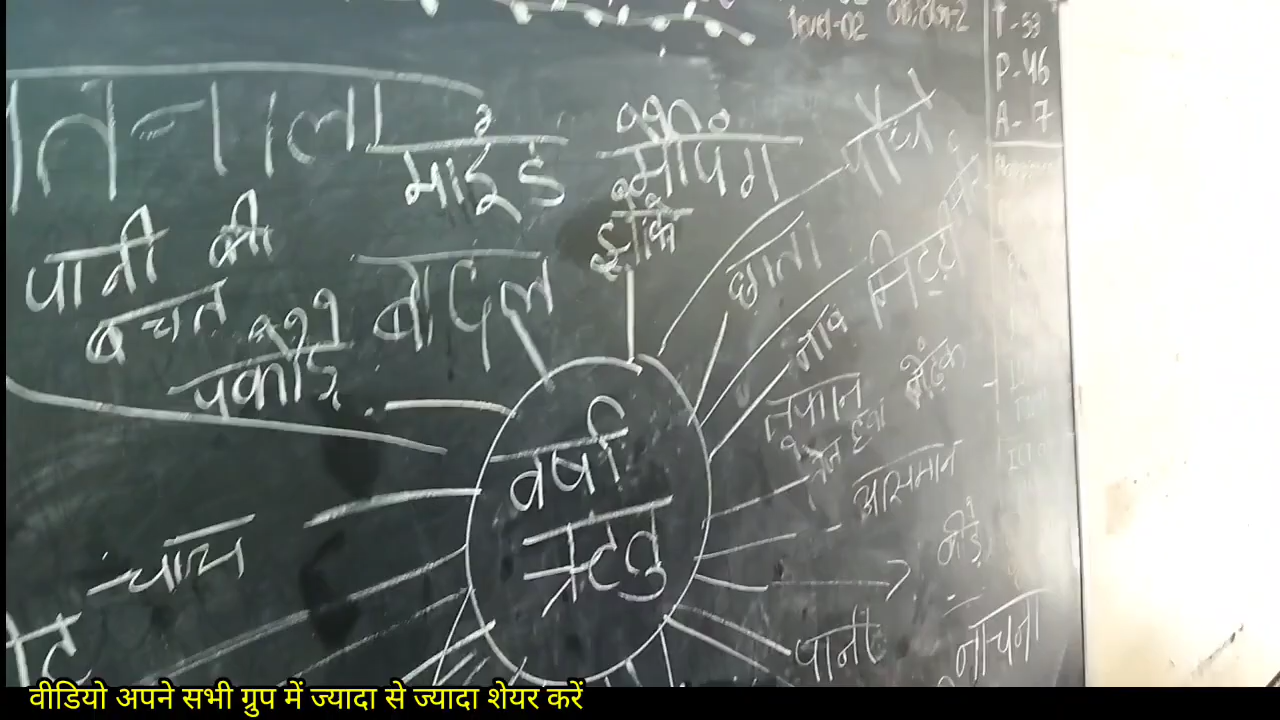 level-02
T-53
P-46
A-7
माइंड मैपिंग
पौधे
मोर
झोंके
छाता
मिट्टी
पानी की
बचत
बादल
पकोड़े
नाव
मेंढक
तुफान
तेज हवा
आसमान
वर्षा
ऋतु
चाय
कीड़े
पानी
नाचना
वीडियो अपने सभी ग्रुप में ज्यादा से ज्यादा शेयर करें